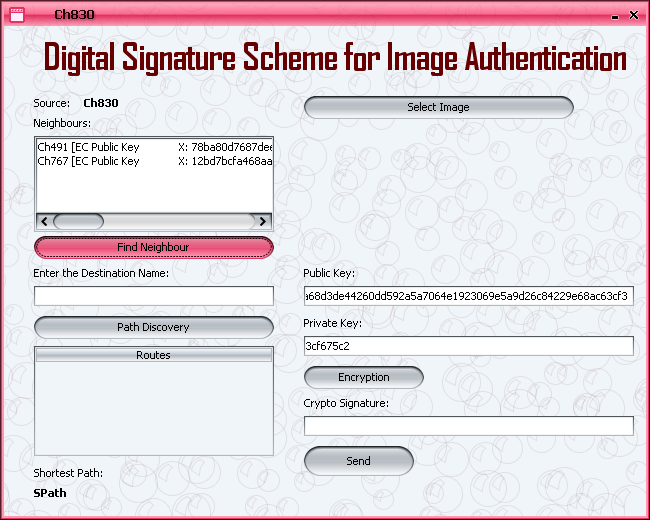 Ch830
Digital Signature Scheme for Image Authentication
Source: Ch830
Select Image
Neighbours:
Ch491 [EC Public Key X: 78ba80d7687dee
Ch767 [EC Public Key X: 12bd7bcfa468aa
Find Neighbour
Enter the Destination Name:
Public Key:
a68d3de44260dd592a5a7064e1923069e5a9d26c84229e68ac63cf3
Path Discovery
Private Key:
3cf675c2
Routes
Encryption
Crypto Signature:
Send
Shortest Path:
SPath